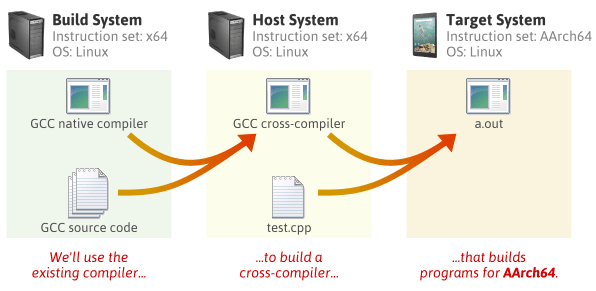 Build System
Instruction set: x64
OS: Linux
Host System
Instruction set: x64
OS: Linux
Target System
Instruction set: AArch64
OS: Linux
GCC native compiler
GCC cross-compiler
a.out
GCC source code
test.cpp
We'll use the
existing compiler...
...to build a
cross-compiler...
...that builds
programs for AArch64.